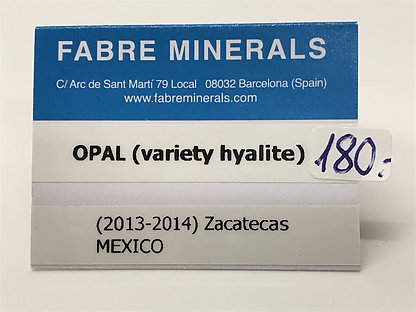 FABRE MINERALS
C/ Arc de Sant Martí 79 Local 08032 Barcelona (Spain)
www.fabreminerals.com
OPAL (variety hyalite) 180.-
(2013-2014) Zacatecas
MEXICO